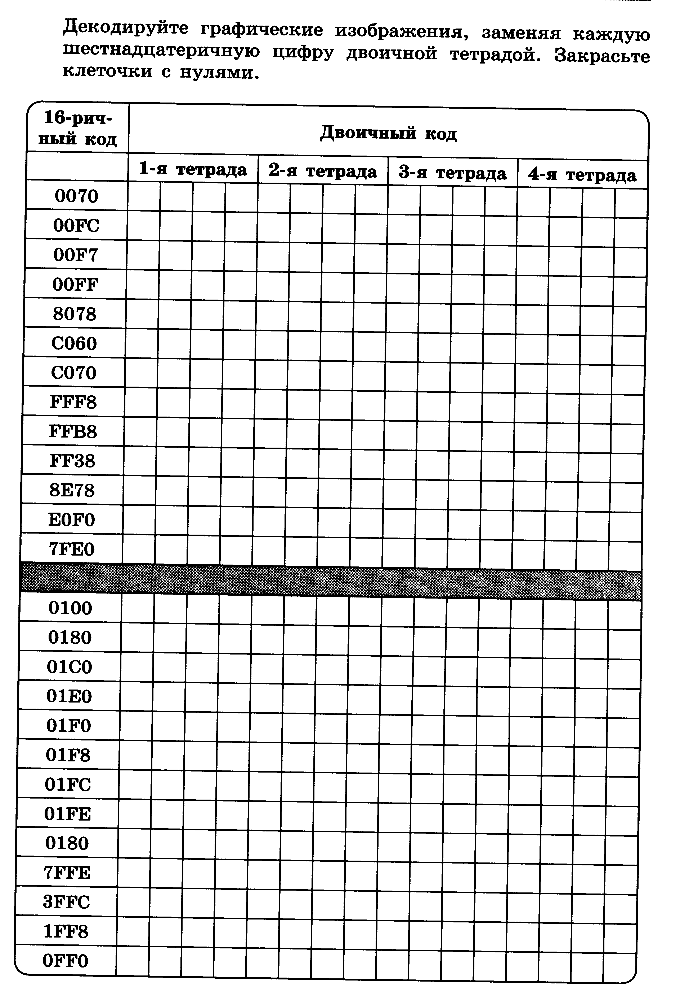 Декодируйте графические изображения, заменяя каждую
шестнадцатеричную цифру двоичной тетрадой. Закрасьте
клеточки с нулями.
16-рич-
ный код
Двоичный код
1-я тетрада 2-я тетрада 3-я тетрада 4-я тетрада
0070
00FC
00F7
00FF
8078
C060
C070
FFF8
FFB8
FF38
8E78
E0F0
7FE0
0100
0180
01C0
01E0
01F0
01F8
01FC
01FE
0180
7FFE
3FFC
1FF8
0FF0